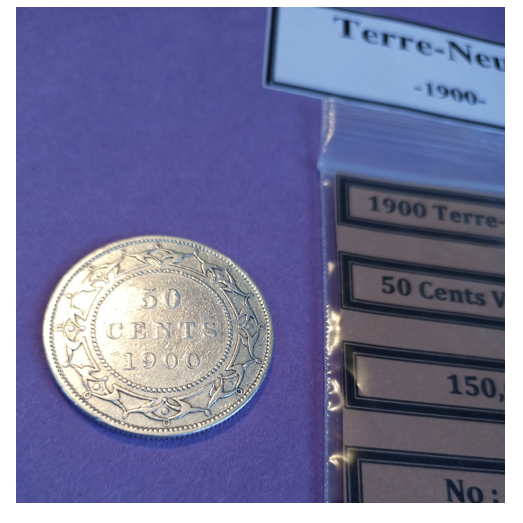 Terre-Neu
-1900-
1900 Terre-
50 Cents V
150,
No :
50
CENTS
1900